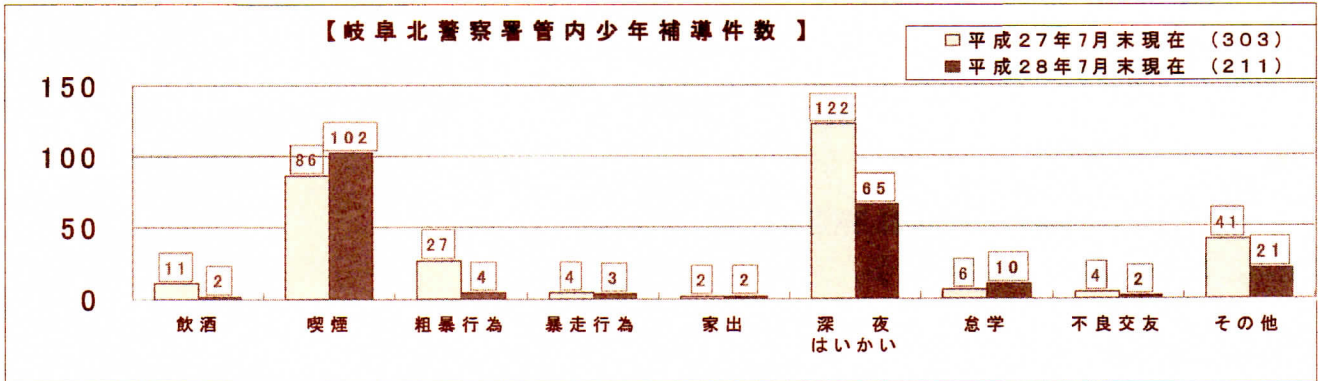 【岐阜北警察署管内少年補導件数 】
平成27年7月末現在 (303)
平成28年7月末現在 (211)
150
100
50
0
11
2
86
102
27
4
4
3
2
2
122
65
6
10
4
2
41
21
飲酒
喫煙
粗暴行為
暴走行為
家出
深 夜
はいかい
怠学
不良交友
その他